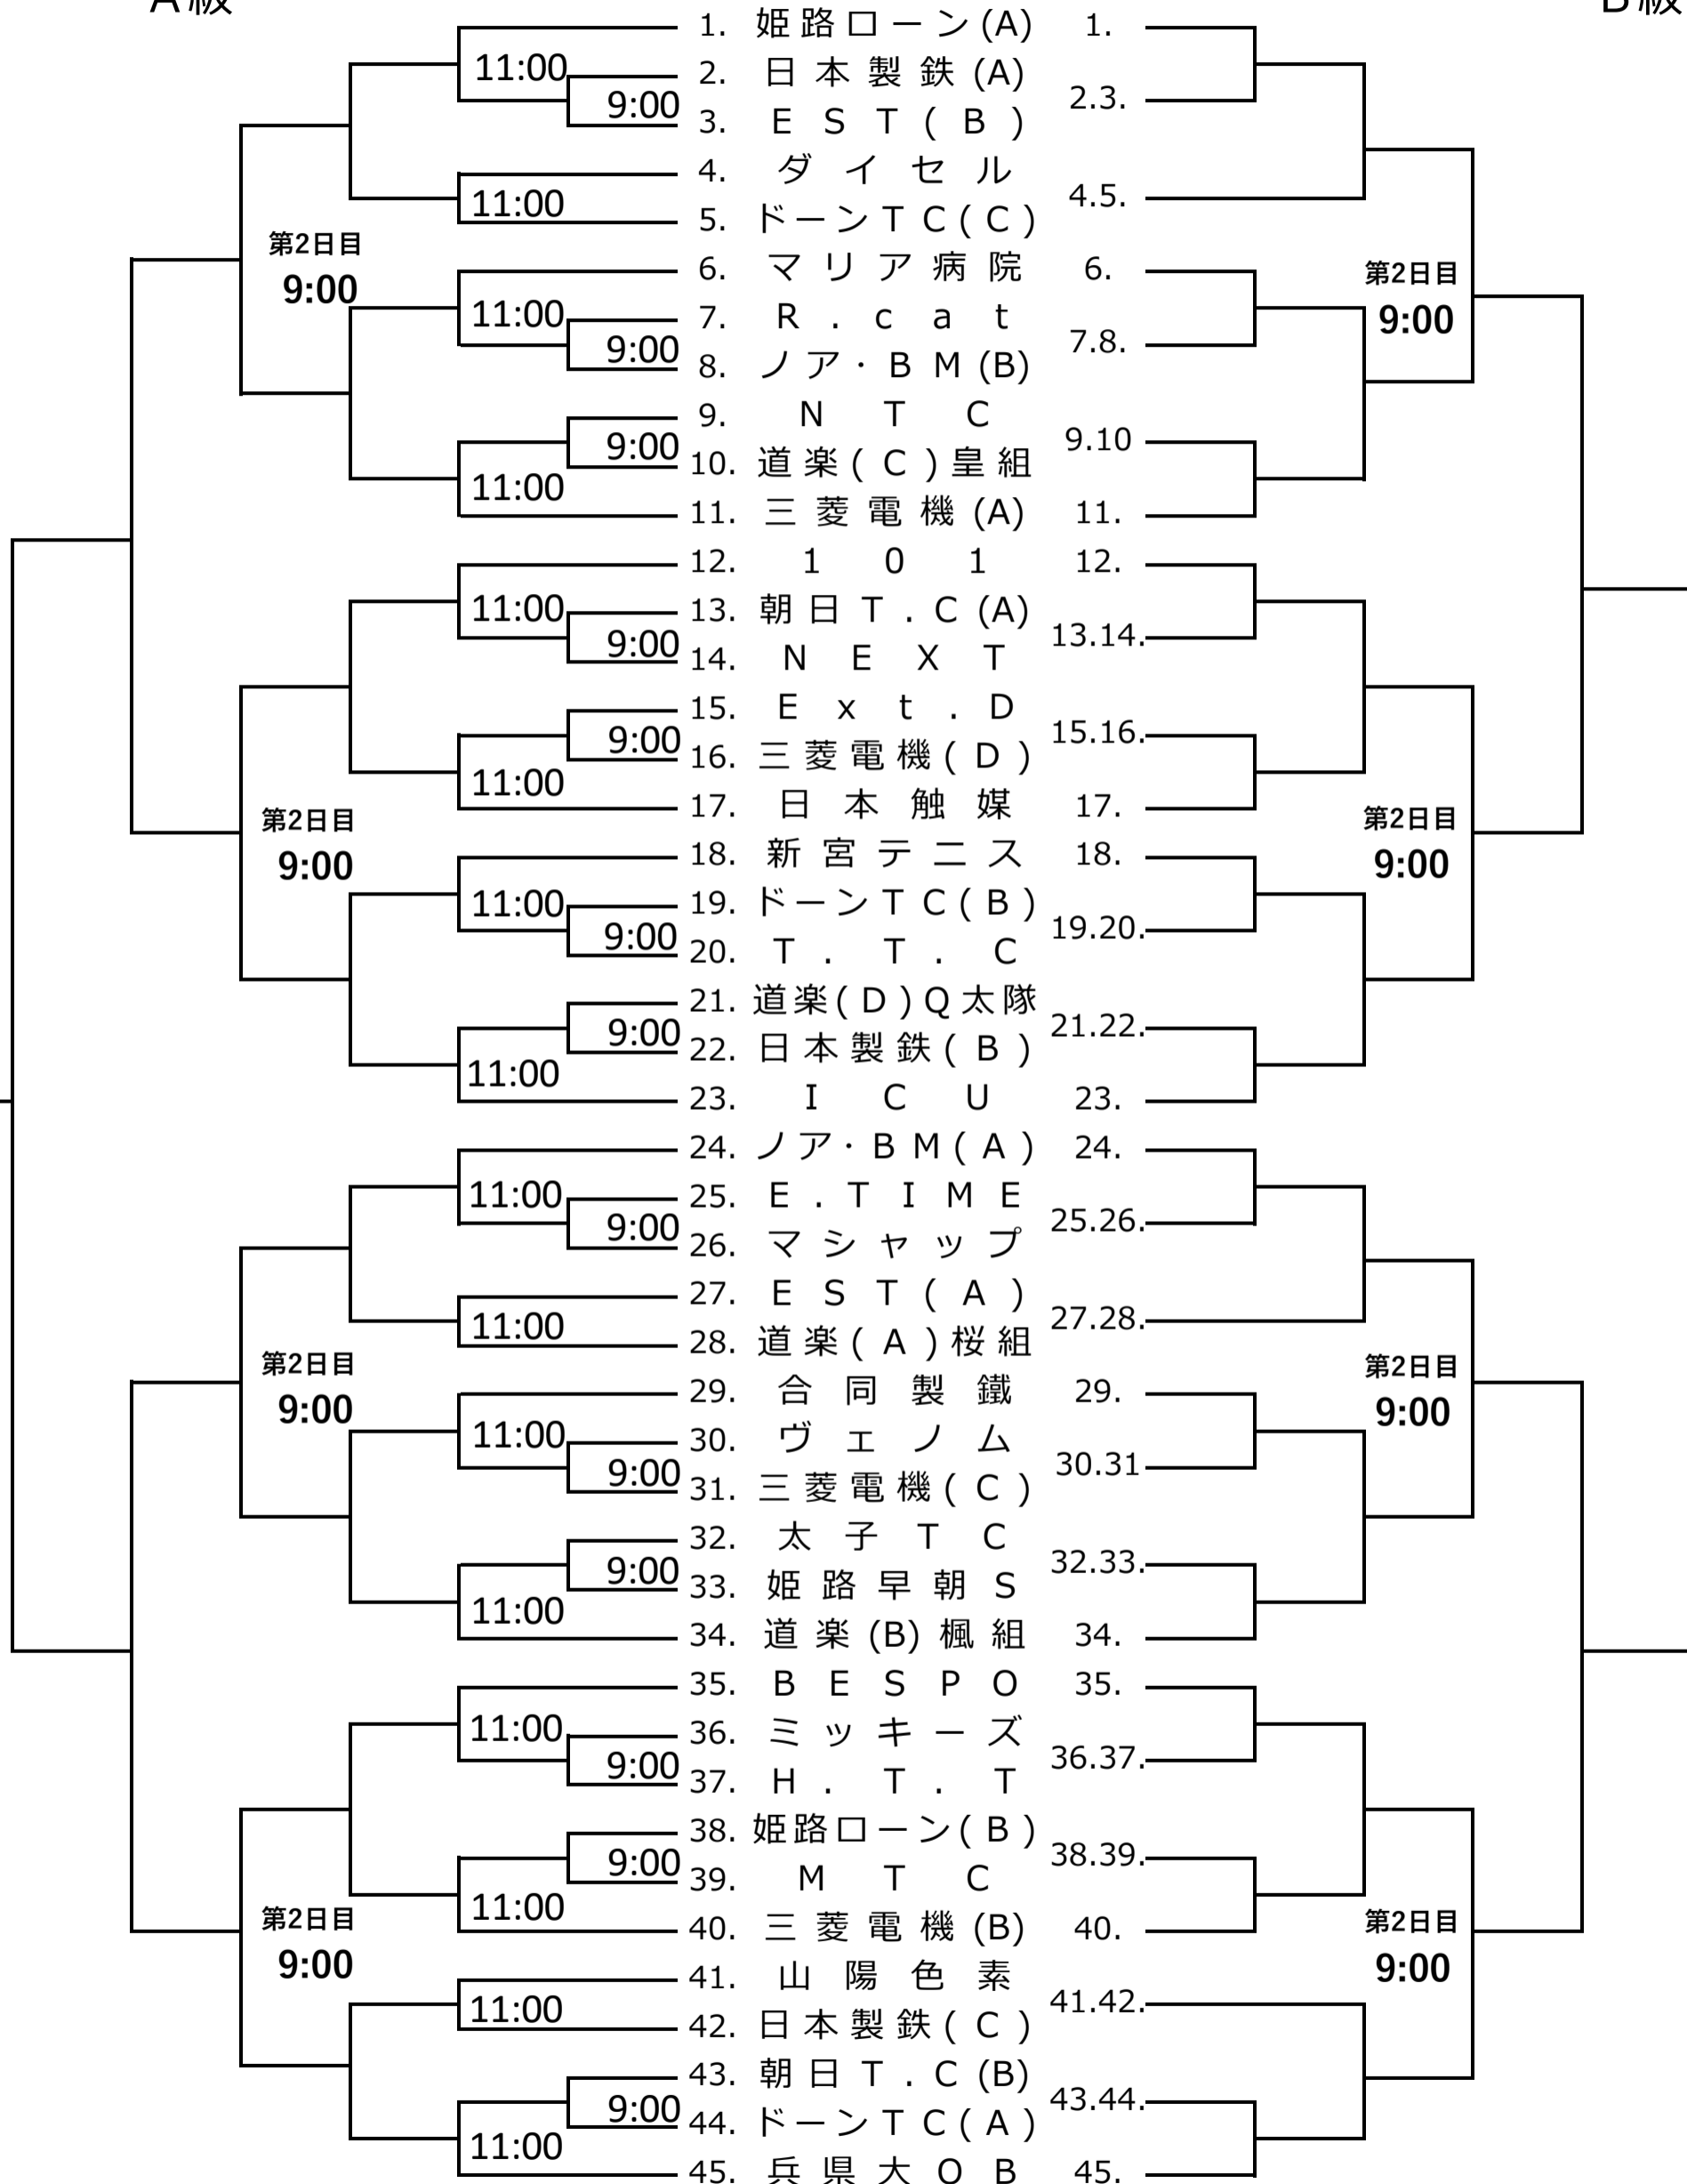 A級 B級
1. 姫路ローン(A) 1.
11:00
2. 日本製鉄(A)
9:00 2.3.
3. EST(B)
4. ダイセル
11:00 4.5.
5. ドーンTC(C)
第2日目
9:00
6. マリア病院 6.
第2日目
9:00
11:00
7. R.cat
9:00 7.8.
8. ノア・BM(B)
9. NTC
9:00 9.10
10. 道楽(C)皇組
11:00
11. 三菱電機(A) 11.
12. 101 12.
11:00
13. 朝日T.C(A)
9:00 13.14.
14. NEXT
15. Ext.D
9:00 15.16.
16. 三菱電機(D)
11:00
17. 日本触媒 17.
第2日目 第2日目
9:00 9:00
18. 新宮テニス 18.
11:00
19. ドーンTC(B)
9:00 19.20.
20. T.T.C
21. 道楽(D)Q太隊
9:00 21.22.
22. 日本製鉄(B)
11:00
23. ICU 23.
24. ノア・BM(A) 24.
11:00
25. E.TIME
9:00 25.26.
26. マシャップ
27. EST(A)
11:00 27.28.
28. 道楽(A)桜組
第2日目 第2日目
9:00 9:00
29. 合同製鐵 29.
11:00
30. ヴェノム
9:00 30.31
31. 三菱電機(C)
32. 太子TC
9:00 32.33.
33. 姫路早朝S
11:00
34. 道楽(B)楓組 34.
35. BESPO 35.
11:00
36. ミッキーズ
9:00 36.37.
37. H.T.T
38. 姫路ローン(B)
9:00 38.39.
39. MTC
11:00
40. 三菱電機(B) 40.
第2日目 第2日目
9:00 9:00
41. 山陽色素
11:00 41.42.
42. 日本製鉄(C)
43. 朝日T.C(B)
9:00 43.44.
44. ドーンTC(A)
11:00
45. 兵県大OB 45.